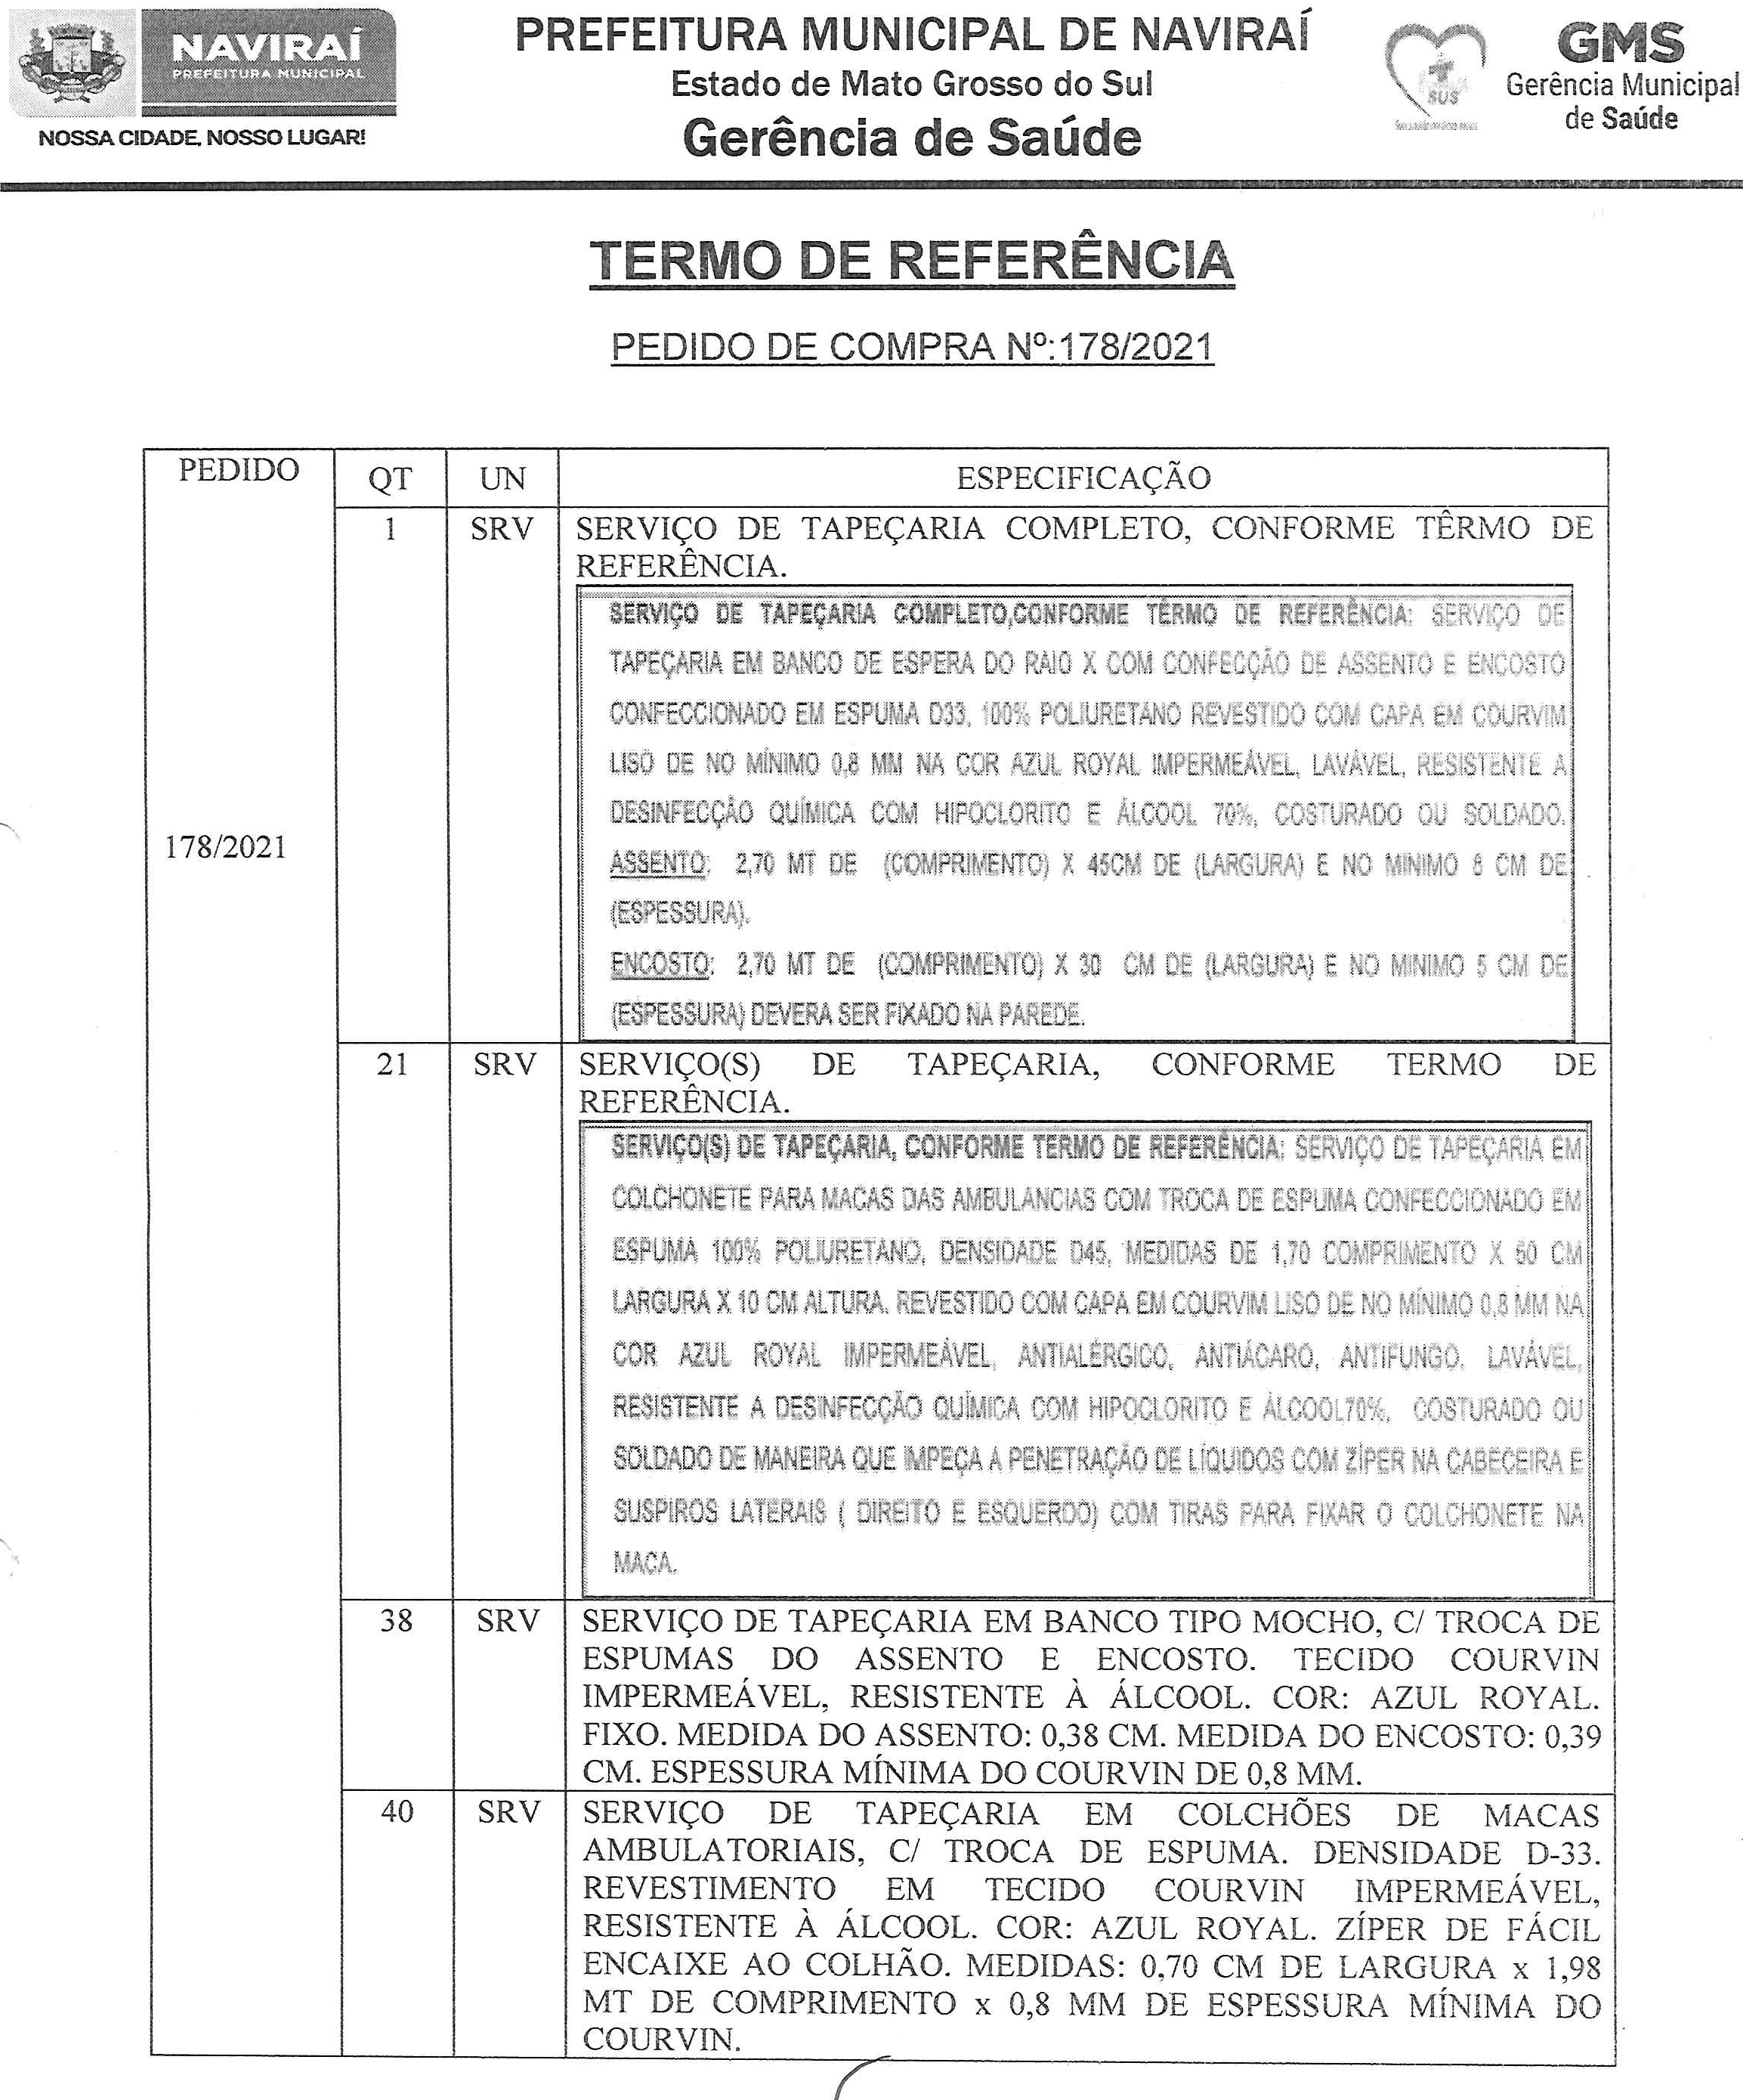 NAVIRAÍ
PREFEITURA MUNICIPAL
NOSSA CIDADE, NOSSO LUGAR!
PREFEITURA MUNICIPAL DE NAVIRAÍ
Estado de Mato Grosso do Sul
Gerência de Saúde
SUS
GMS
Gerência Municipal
de Saúde
TERMO DE REFERÊNCIA
PEDIDO DE COMPRA Nº:178/2021
PEDIDO QT UN ESPECIFICAÇÃO
178/2021
1 SRV SERVIÇO DE TAPEÇARIA COMPLETO, CONFORME TÊRMO DE
REFERÊNCIA.
SERVIÇO DE TAPEÇARIA COMPLETO,CONFORME TÊRMO DE REFERÊNCIA: SERVIÇO DE
TAPEÇARIA EM BANCO DE ESPERA DO RAIO X COM CONFECÇÃO DE ASSENTO E ENCOSTO
CONFECCIONADO EM ESPUMA D33, 100% POLIURETANO REVESTIDO COM CAPA EM COURVIM
LISO DE NO MÍNIMO 0,8 MM NA COR AZUL ROYAL IMPERMEÁVEL, LAVÁVEL, RESISTENTE A
DESINFECÇÃO QUÍMICA COM HIPOCLORITO E ÁLCOOL 70%, COSTURADO OU SOLDADO.
ASSENTO: 2,70 MT DE (COMPRIMENTO) X 45CM DE (LARGURA) E NO MINIMO 8 CM DE
(ESPESSURA).
ENCOSTO: 2,70 MT DE (COMPRIMENTO) X 30 CM DE (LARGURA) E NO MINIMO 5 CM DE
(ESPESSURA) DEVERA SER FIXADO NA PAREDE.
21 SRV SERVIÇO(S) DE TAPEÇARIA, CONFORME TERMO DE
REFERÊNCIA.
SERVIÇO(S) DE TAPEÇARIA, CONFORME TERMO DE REFERÊNCIA: SERVIÇO DE TAPEÇARIA EM
COLCHONETE PARA MACAS DAS AMBULANCIAS COM TROCA DE ESPUMA CONFECCIONADO EM
ESPUMA 100% POLIURETANO, DENSIDADE D45, MEDIDAS DE 1,70 COMPRIMENTO X CM
LARGURA X 10 CM ALTURA. REVESTIDO COM CAPA EM COURVIM LISO DE NO MÍNIMO 0,8 MM NA
COR AZUL ROYAL IMPERMEÁVEL, ANTIALÉRGICO, ANTIÁCARO, ANTIFUNGO, LAVÁVEL,
RESISTENTE A DESINFECÇÃO QUÍMICA COM HIPOCLORITO E ÁLCOOL70%, COSTURADO OU
SOLDADO DE MANEIRA QUE IMPEÇA A PENETRAÇÃO DE LÍQUIDOS COM ZÍPER NA CABECEIRA E
SUSPIROS LATERAIS ( DIREITO E ESQUERDO) COM TIRAS PARA FIXAR O COLCHONETE NA
MACA.
38 SRV SERVIÇO DE TAPEÇARIA EM BANCO TIPO MOCHO, C/ TROCA DE
ESPUMAS DO ASSENTO E ENCOSTO. TECIDO COURVIN
IMPERMEÁVEL, RESISTENTE À ÁLCOOL. COR: AZUL ROYAL.
FIXO. MEDIDA DO ASSENTO: 0,38 CM. MEDIDA DO ENCOSTO: 0,39
CM. ESPESSURA MÍNIMA DO COURVIN DE 0,8 MM.
40 SRV SERVIÇO DE TAPEÇARIA EM COLCHÕES DE MACAS
AMBULATORIAIS, C/ TROCA DE ESPUMA. DENSIDADE D-33.
REVESTIMENTO EM TECIDO COURVIN IMPERMEÁVEL,
RESISTENTE À ÁLCOOL. COR: AZUL ROYAL. ZÍPER DE FÁCIL
ENCAIXE AO COLHÃO. MEDIDAS: 0,70 CM DE LARGURA x 1,98
MT DE COMPRIMENTO x 0,8 MM DE ESPESSURA MÍNIMA DO
COURVIN.